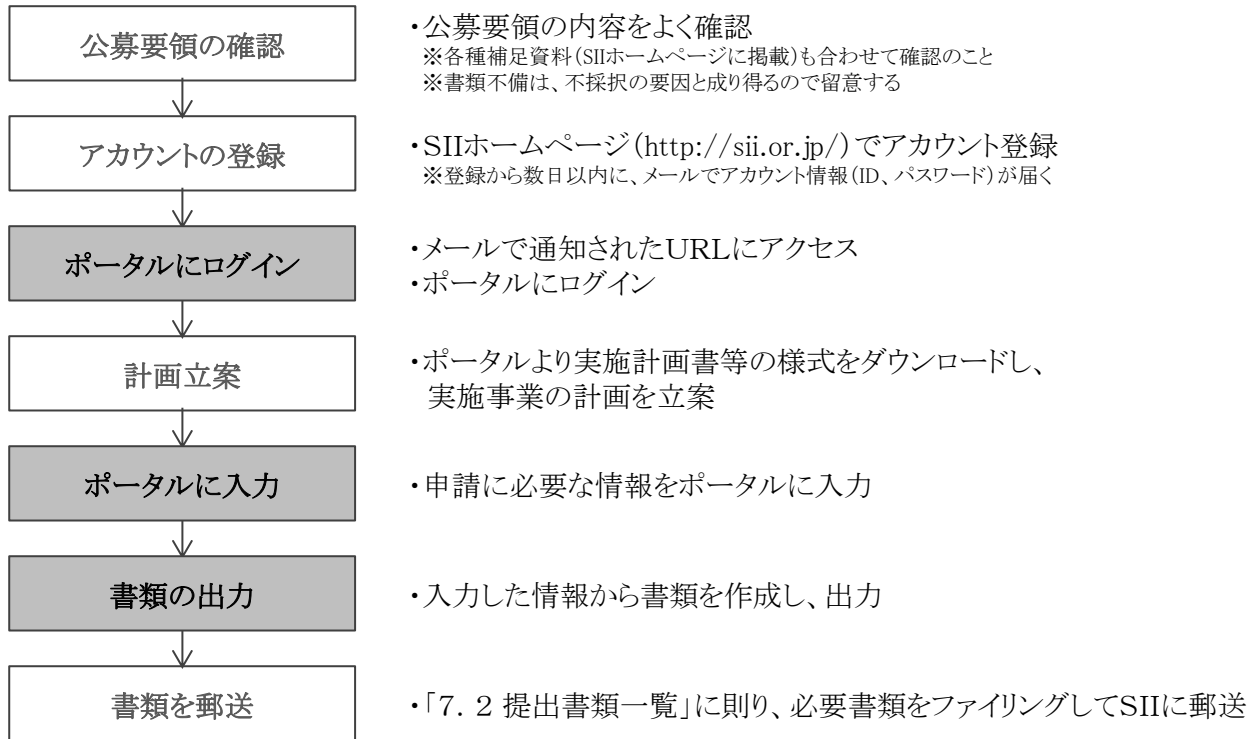 公募要領の確認
・公募要領の内容をよく確認
※各種補足資料(SIIホームページに掲載)も合わせて確認のこと
※書類不備は、不採択の要因と成り得るので留意する
アカウントの登録
・SIIホームページ(http://sii.or.jp/)でアカウント登録
※登録から数日以内に、メールでアカウント情報(ID、パスワード)が届く
ポータルにログイン
・メールで通知されたURLにアクセス
・ポータルにログイン
計画立案
・ポータルより実施計画書等の様式をダウンロードし、
実施事業の計画を立案
ポータルに入力
・申請に必要な情報をポータルに入力
書類の出力
・入力した情報から書類を作成し、出力
書類を郵送
・「7.2 提出書類一覧」に則り、必要書類をファイリングしてSIIに郵送